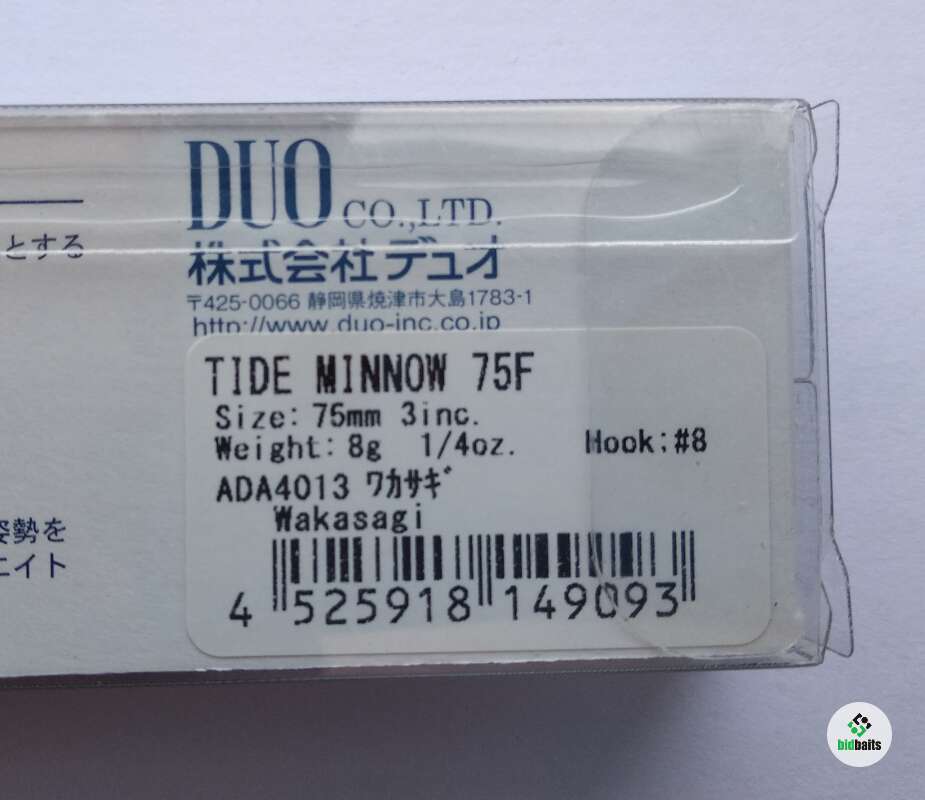 DUO CO.,LTD.
とする
株式会社デュオ
〒425-0066 静岡県焼津市大島1783-1
http://www.duo-inc.co.jp
TIDE MINNOW 75F
Size: 75mm 3inc.
Weight: 8g 1/4oz. Hook:#8
ADA4013 ワカサギ
Wakasagi
姿勢を
エイト
4 525918 149093
bidbaits